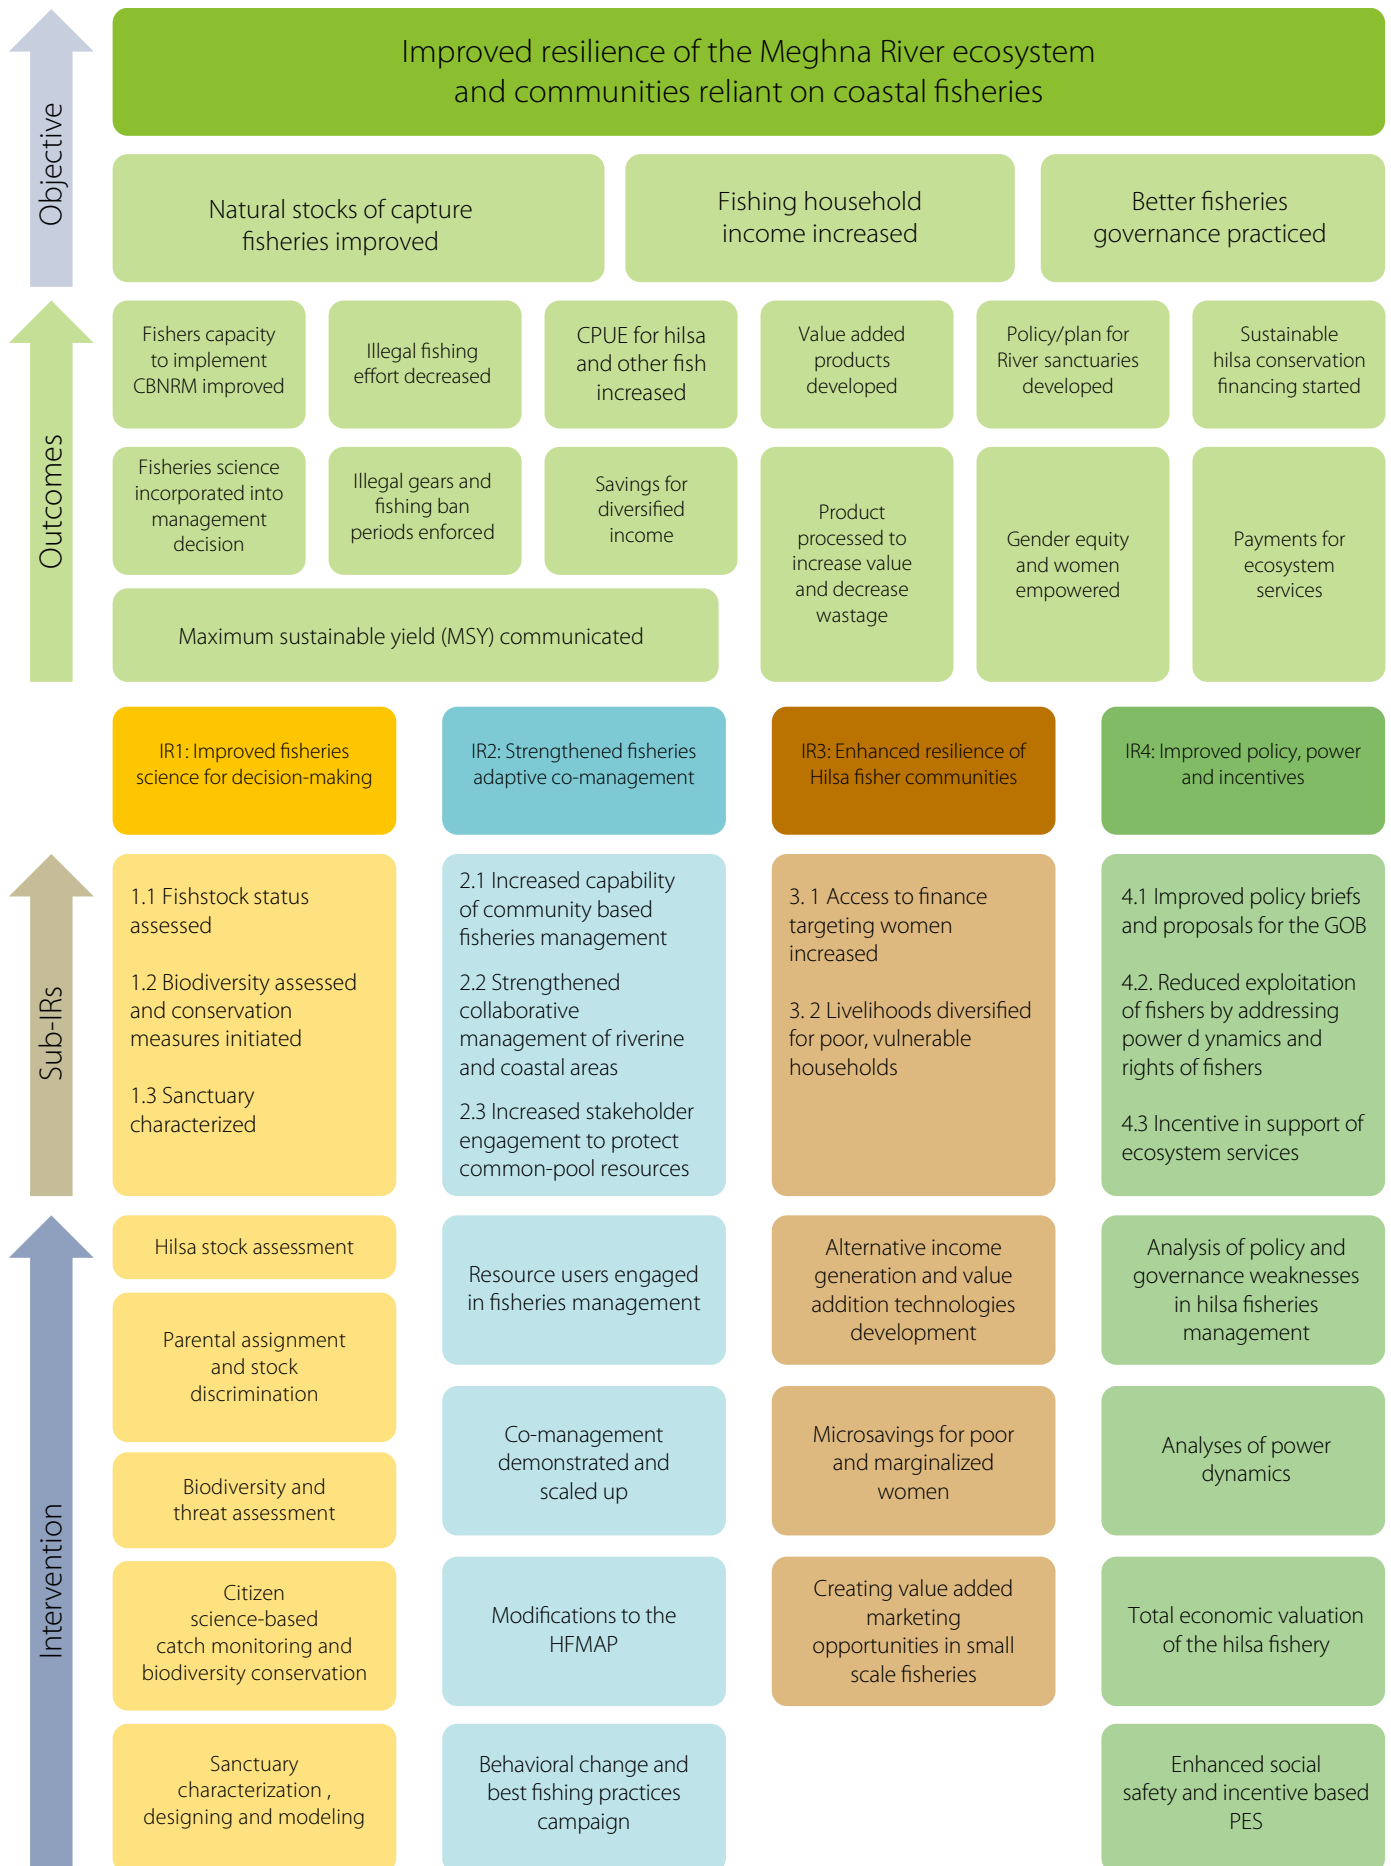 Objective
Improved resilience of the Meghna River ecosystem
and communities reliant on coastal fisheries
Natural stocks of capture
fisheries improved
Fishing household
income increased
Better fisheries
governance practiced
Outcomes
Fishers capacity
to implement
CBNRM improved
Illegal fishing
effort decreased
CPUE for hilsa
and other fish
increased
Value added
products
developed
Policy/plan for
River sanctuaries
developed
Sustainable
hilsa conservation
financing started
Fisheries science
incorporated into
management
decision
Illegal gears and
fishing ban
periods enforced
Savings for
diversified
income
Product
processed to
increase value
and decrease
wastage
Gender equity
and women
empowered
Payments for
ecosystem
services
Maximum sustainable yield (MSY) communicated
IR1: Improved fisheries
science for decision-making
IR2: Strengthened fisheries
adaptive co-management
IR3: Enhanced resilience of
Hilsa fisher communities
IR4: Improved policy, power
and incentives
Sub-IRs
1.1 Fishstock status
assessed
1.2 Biodiversity assessed
and conservation
measures initiated
1.3 Sanctuary
characterized
2.1 Increased capability
of community based
fisheries management
2.2 Strengthened
collaborative
management of riverine
and coastal areas
2.3 Increased stakeholder
engagement to protect
common-pool resources
3. 1 Access to finance
targeting women
increased
3. 2 Livelihoods diversified
for poor, vulnerable
households
4.1 Improved policy briefs
and proposals for the GOB
4.2. Reduced exploitation
of fishers by addressing
power d ynamics and
rights of fishers
4.3 Incentive in support of
ecosystem services
Intervention
Hilsa stock assessment
Parental assignment
and stock
discrimination
Biodiversity and
threat assessment
Citizen
science-based
catch monitoring and
biodiversity conservation
Sanctuary
characterization ,
designing and modeling
Resource users engaged
in fisheries management
Co-management
demonstrated and
scaled up
Modifications to the
HFMAP
Behavioral change and
best fishing practices
campaign
Alternative income
generation and value
addition technologies
development
Microsavings for poor
and marginalized
women
Creating value added
marketing
opportunities in small
scale fisheries
Analysis of policy and
governance weaknesses
in hilsa fisheries
management
Analyses of power
dynamics
Total economic valuation
of the hilsa fishery
Enhanced social
safety and incentive based
PES